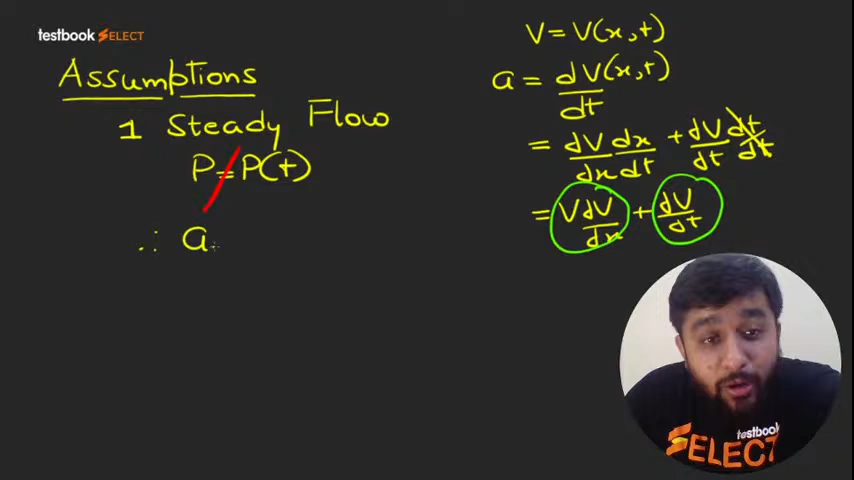 testbook SELECT
Assumptions
1 Steady Flow
P=P(t)
∴ a
V = V(x,t)
a = dV(x,t)/dt
= dV/dx dx/dt + dV/dt dt/dt
= V dV/dx + dV/dt
testbook
SELECT